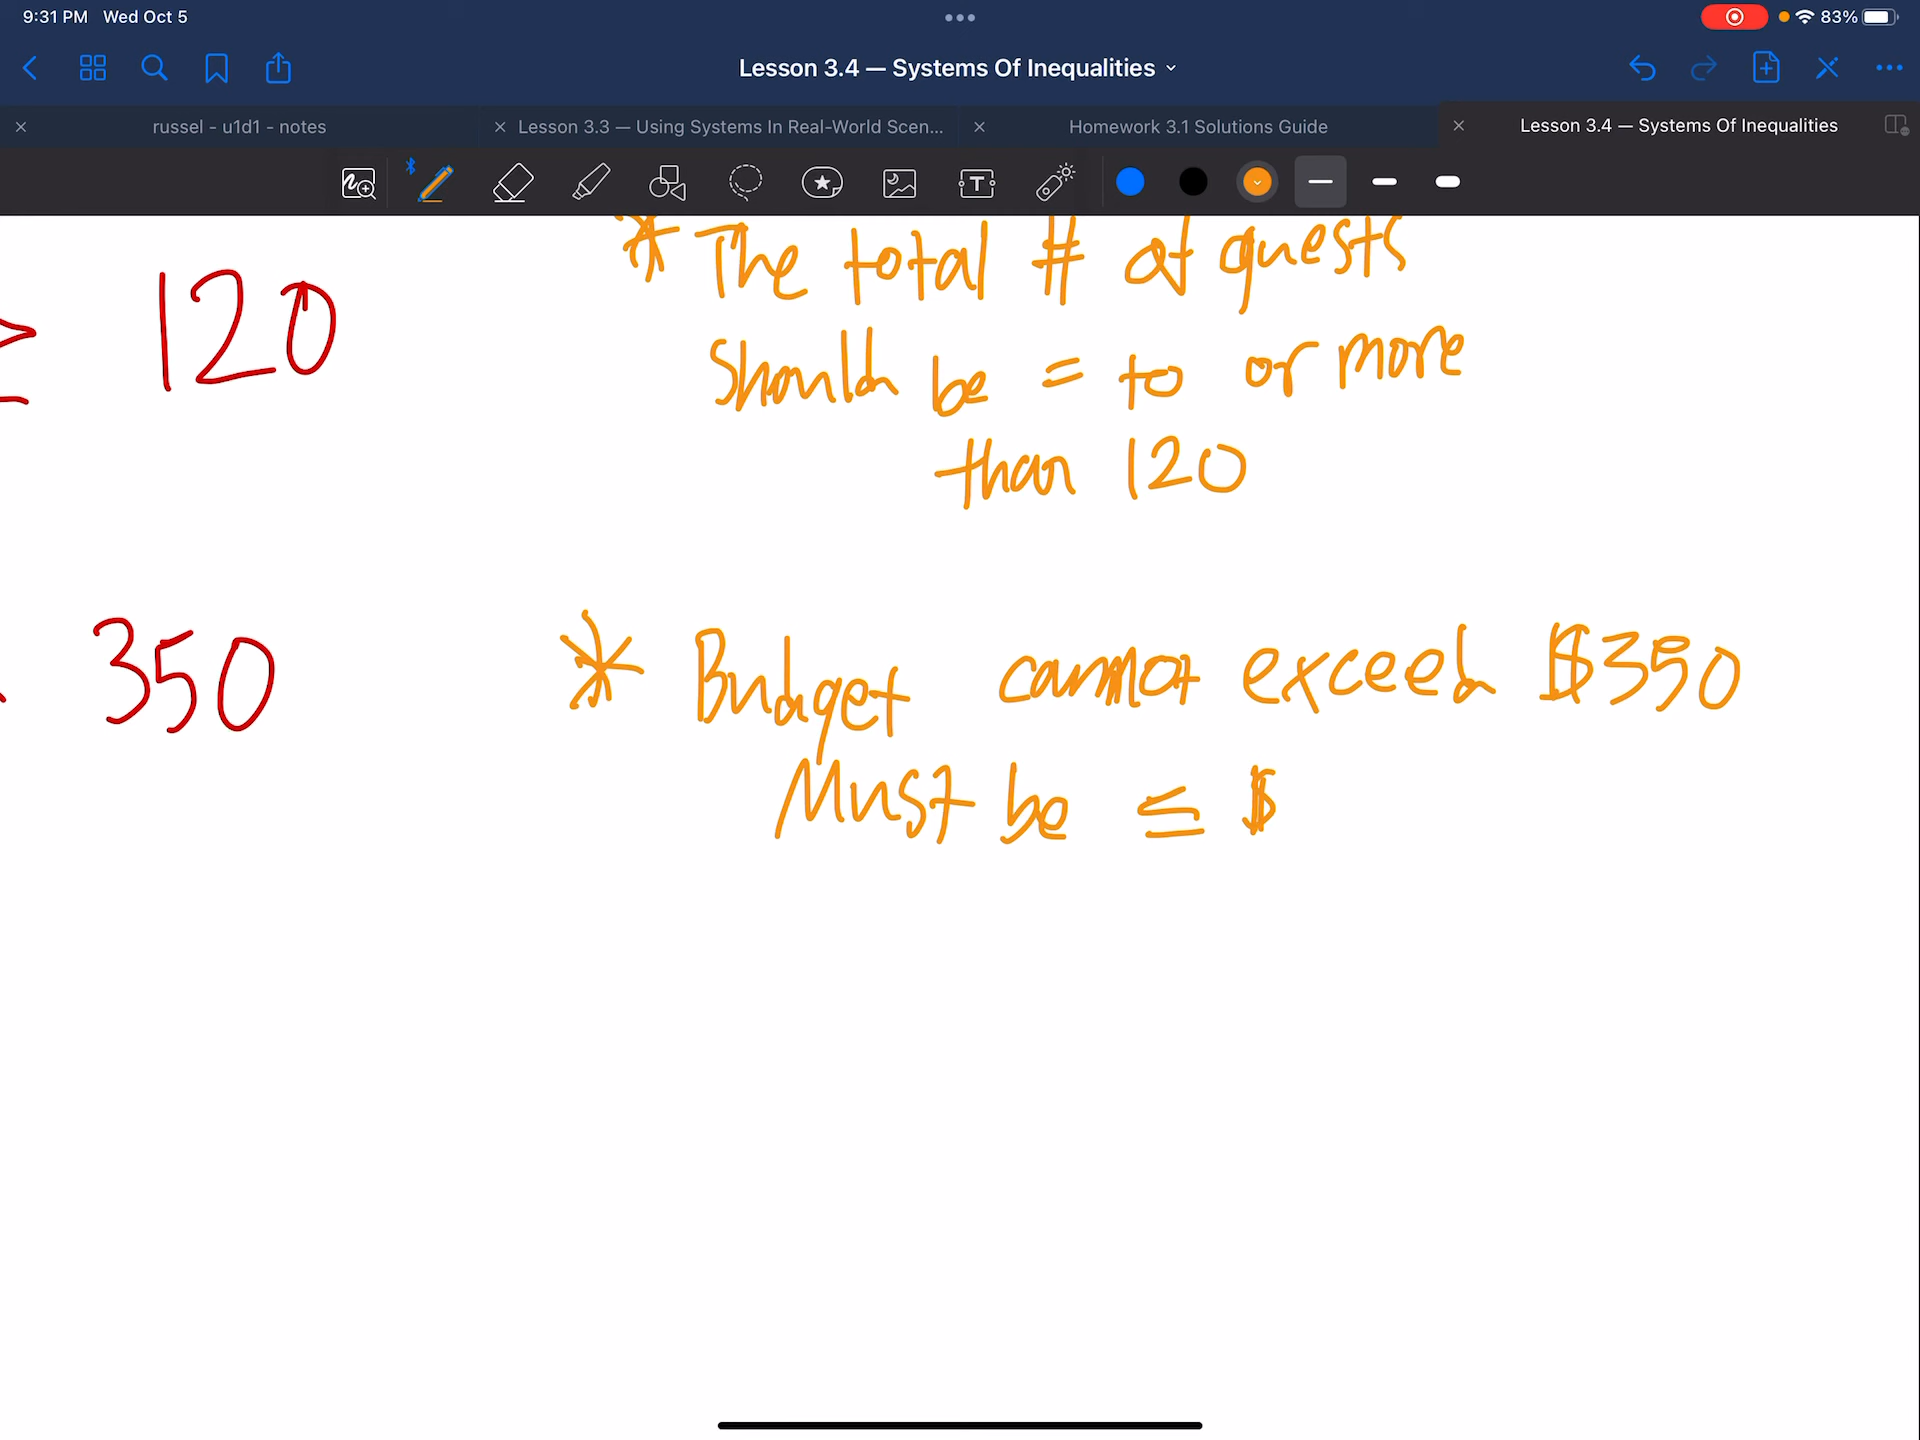 9:31 PM Wed Oct 5
83%
Lesson 3.4 — Systems Of Inequalities
russel - u1d1 - notes
Lesson 3.3 — Using Systems In Real-World Scen...
Homework 3.1 Solutions Guide
Lesson 3.4 — Systems Of Inequalities
≥ 120
* The total # of guests
Should be = to or more
than 120
350
* Budget cannot exceed $350
Must be ≤ $